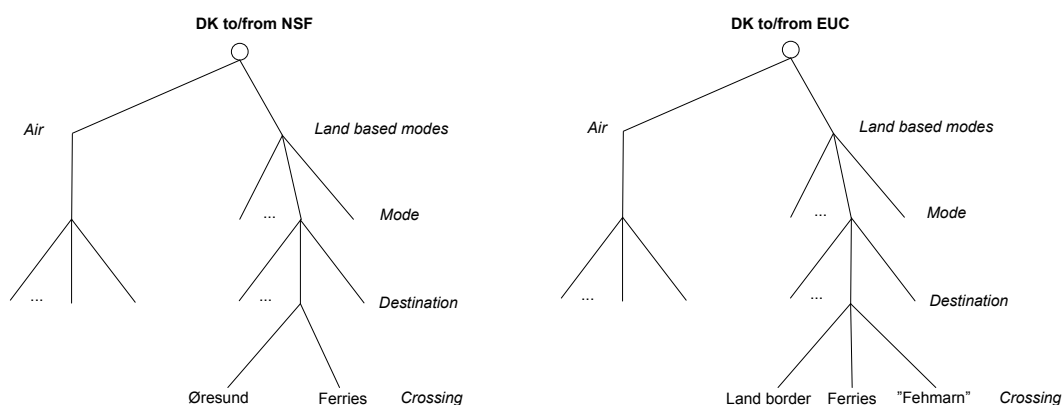 DK to/from NSF
Air
Land based modes
...
Mode
...
...
Destination
Øresund
Ferries
Crossing
DK to/from EUC
Air
Land based modes
...
Mode
...
...
Destination
Land border
Ferries
”Fehmarn”
Crossing